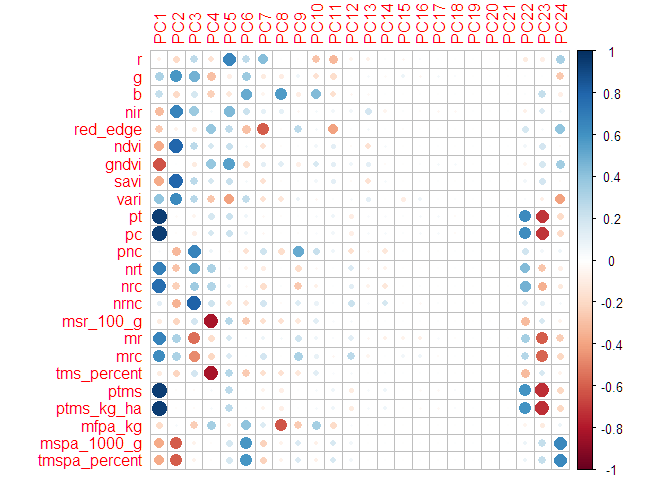 PC1 PC2 PC3 PC4 PC5 PC6 PC7 PC8 PC9 PC10 PC11 PC12 PC13 PC14 PC15 PC16 PC17 PC18 PC19 PC20 PC21 PC22 PC23 PC24
r
g
b
nir
red_edge
ndvi
gndvi
savi
vari
pt
pc
pnc
nrt
nrc
nrnc
msr_100_g
mr
mrc
tms_percent
ptms
ptms_kg_ha
mfpa_kg
mspa_1000_g
tmspa_percent
1
0.8
0.6
0.4
0.2
0
-0.2
-0.4
-0.6
-0.8
-1